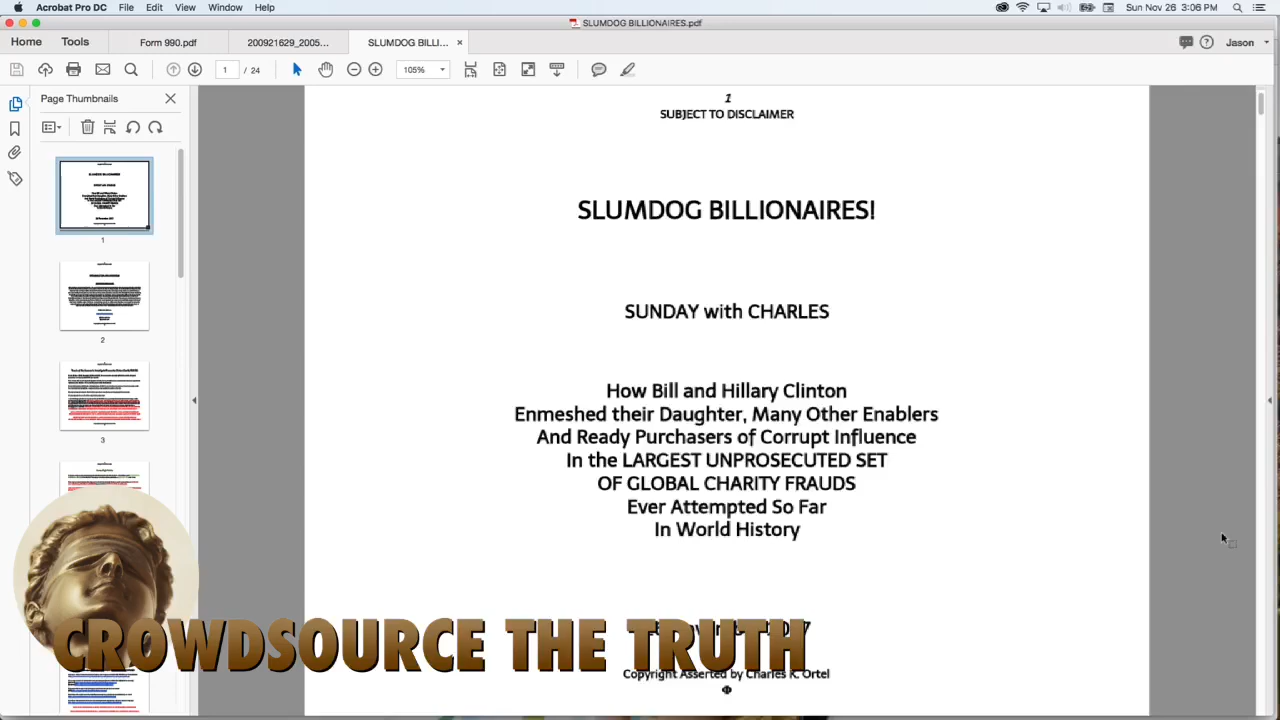 Acrobat Pro DC File Edit View Window Help Sun Nov 26 3:06 PM
SLUMDOG BILLIONAIRES.pdf
Home Tools Form 990.pdf 200921629_2005... SLUMDOG BILLI... × Jason
1 / 24 105%
Page Thumbnails
1
2
3
1
SUBJECT TO DISCLAIMER
SLUMDOG BILLIONAIRES!
SUNDAY with CHARLES
How Bill and Hillary Clinton
Enmeshed their Daughter, Many Other Enablers
And Ready Purchasers of Corrupt Influence
In the LARGEST UNPROSECUTED SET
OF GLOBAL CHARITY FRAUDS
Ever Attempted So Far
In World History
CROWDSOURCE THE TRUTH
Copyright Asserted by Charles K. Ortel